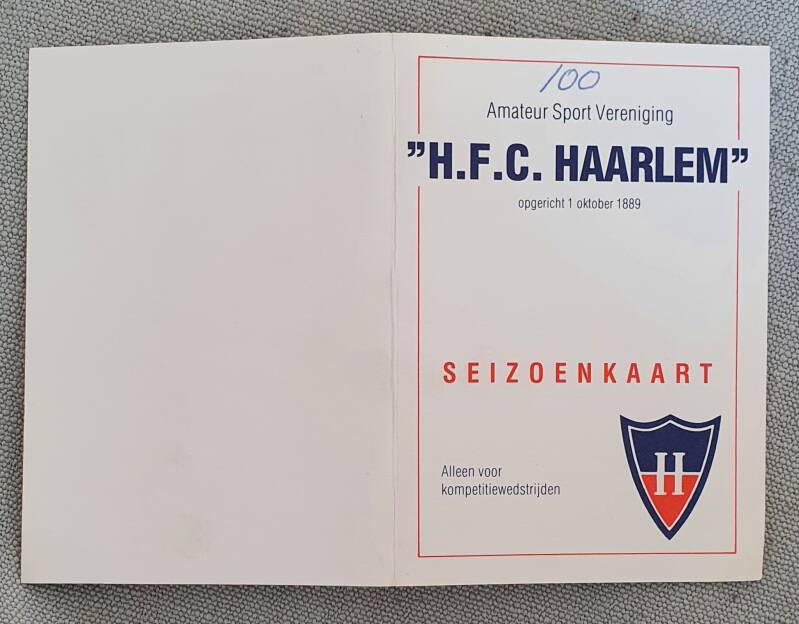 100
Amateur Sport Vereniging
"H.F.C. HAARLEM"
opgericht 1 oktober 1889
SEIZOENKAART
H
Alleen voor
kompetitiewedstrijden